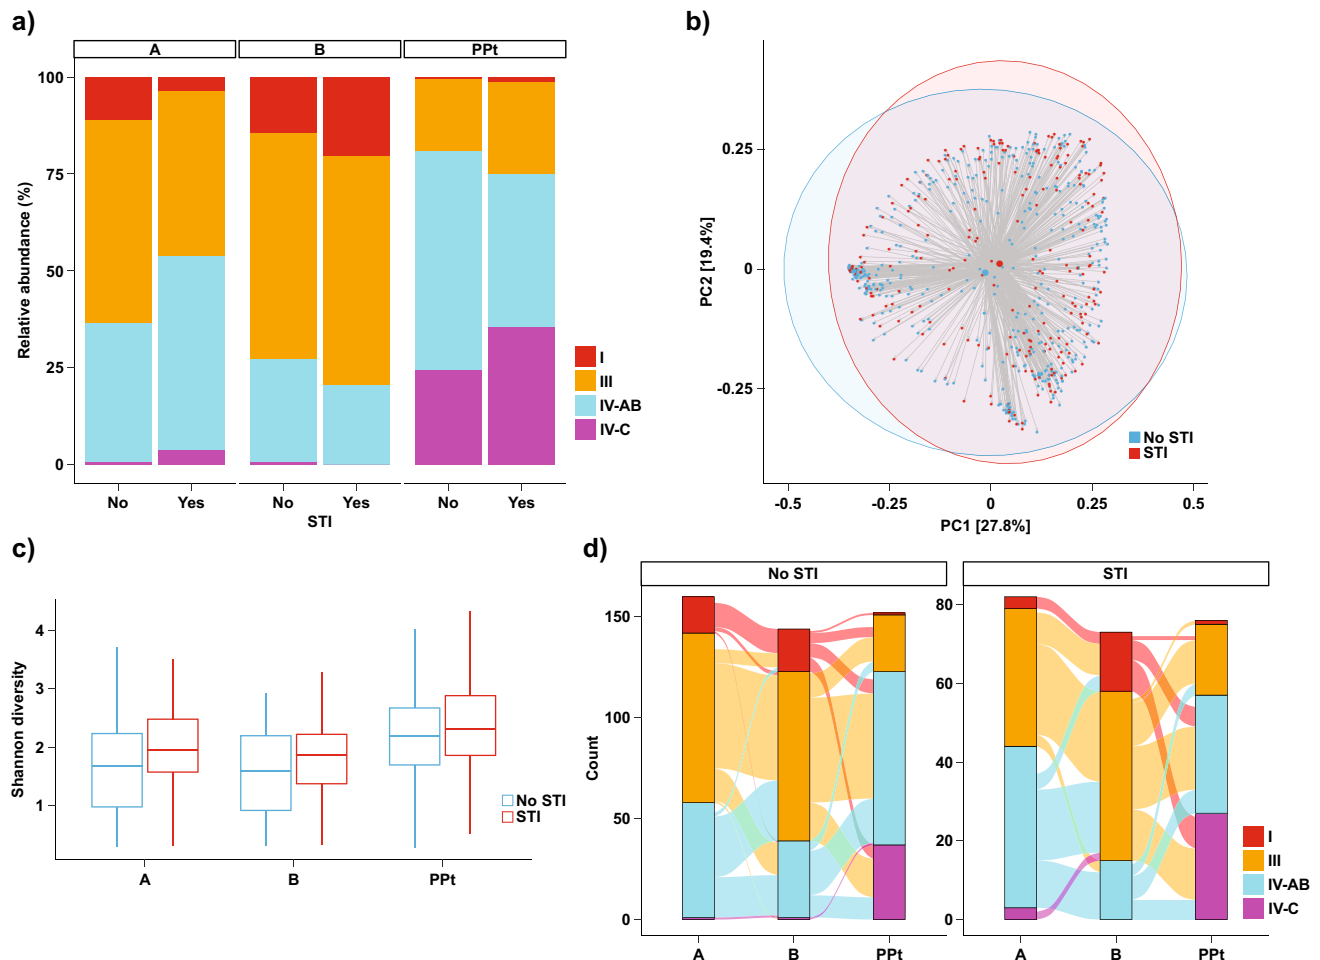 a)
A B PPt
Relative abundance (%)
100
75
50
25
0
No Yes No Yes No Yes
STI
I
III
IV-AB
IV-C
b)
PC2 [19.4%]
0.25
0
-0.25
-0.5 -0.25 0 0.25 0.5
PC1 [27.8%]
No STI
STI
c)
Shannon diversity
4
3
2
1
A B PPt
No STI
STI
d)
No STI STI
Count
150
100
50
0
A B PPt
80
60
40
20
0
A B PPt
I
III
IV-AB
IV-C